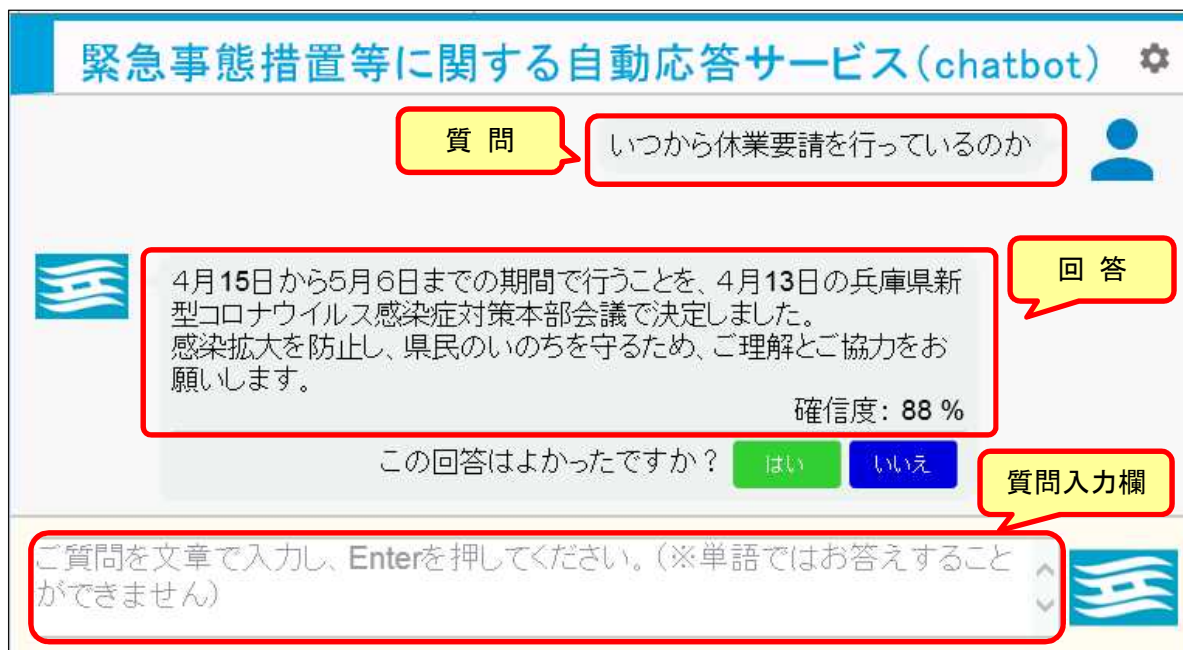 緊急事態措置等に関する自動応答サービス(chatbot)
質 問
いつから休業要請を行っているのか
回 答
4月15日から5月6日までの期間で行うことを、4月13日の兵庫県新
型コロナウイルス感染症対策本部会議で決定しました。
感染拡大を防止し、県民のいのちを守るため、ご理解とご協力をお
願いします。
確信度: 88 %
この回答はよかったですか？ はい いいえ
質問入力欄
ご質問を文章で入力し、Enterを押してください。(※単語ではお答えすること
ができません)